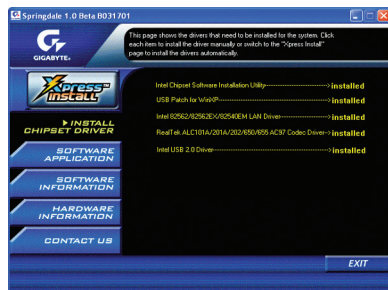 Springdale 1.0 Beta B031701
GIGABYTE
This page shows the drivers that need to be installed for the system. Click
each item to install the driver manually or switch to the "Xpress Install"
page to install the drivers automatically.
Xpress™
Install
Intel Chipset Software Installation Utility--->installed
USB Patch for WinXP--->installed
Intel 82562/82562EX/82540EM LAN Driver--->installed
RealTek ALC101A/201A/202/650/655 AC97 Codec Driver-->installed
Intel USB 2.0 Driver--->installed
INSTALL
CHIPSET DRIVER
SOFTWARE
APPLICATION
SOFTWARE
INFORMATION
HARDWARE
INFORMATION
CONTACT US
EXIT